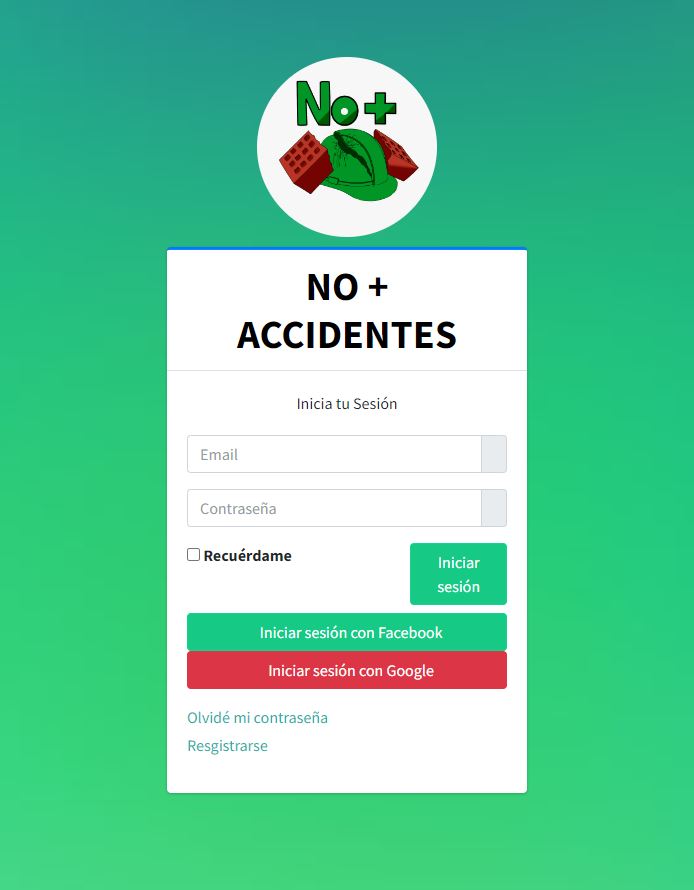 No+
NO +
ACCIDENTES
Inicia tu Sesión
Email
Contraseña
Recuérdame
Iniciar
sesión
Iniciar sesión con Facebook
Iniciar sesión con Google
Olvidé mi contraseña
Resgistrarse